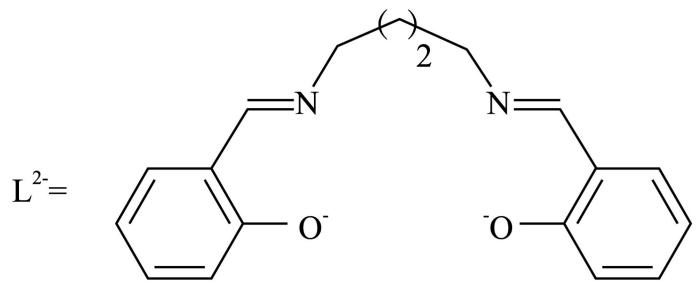 ( )
2
N N
L²⁻=
O⁻ ⁻O